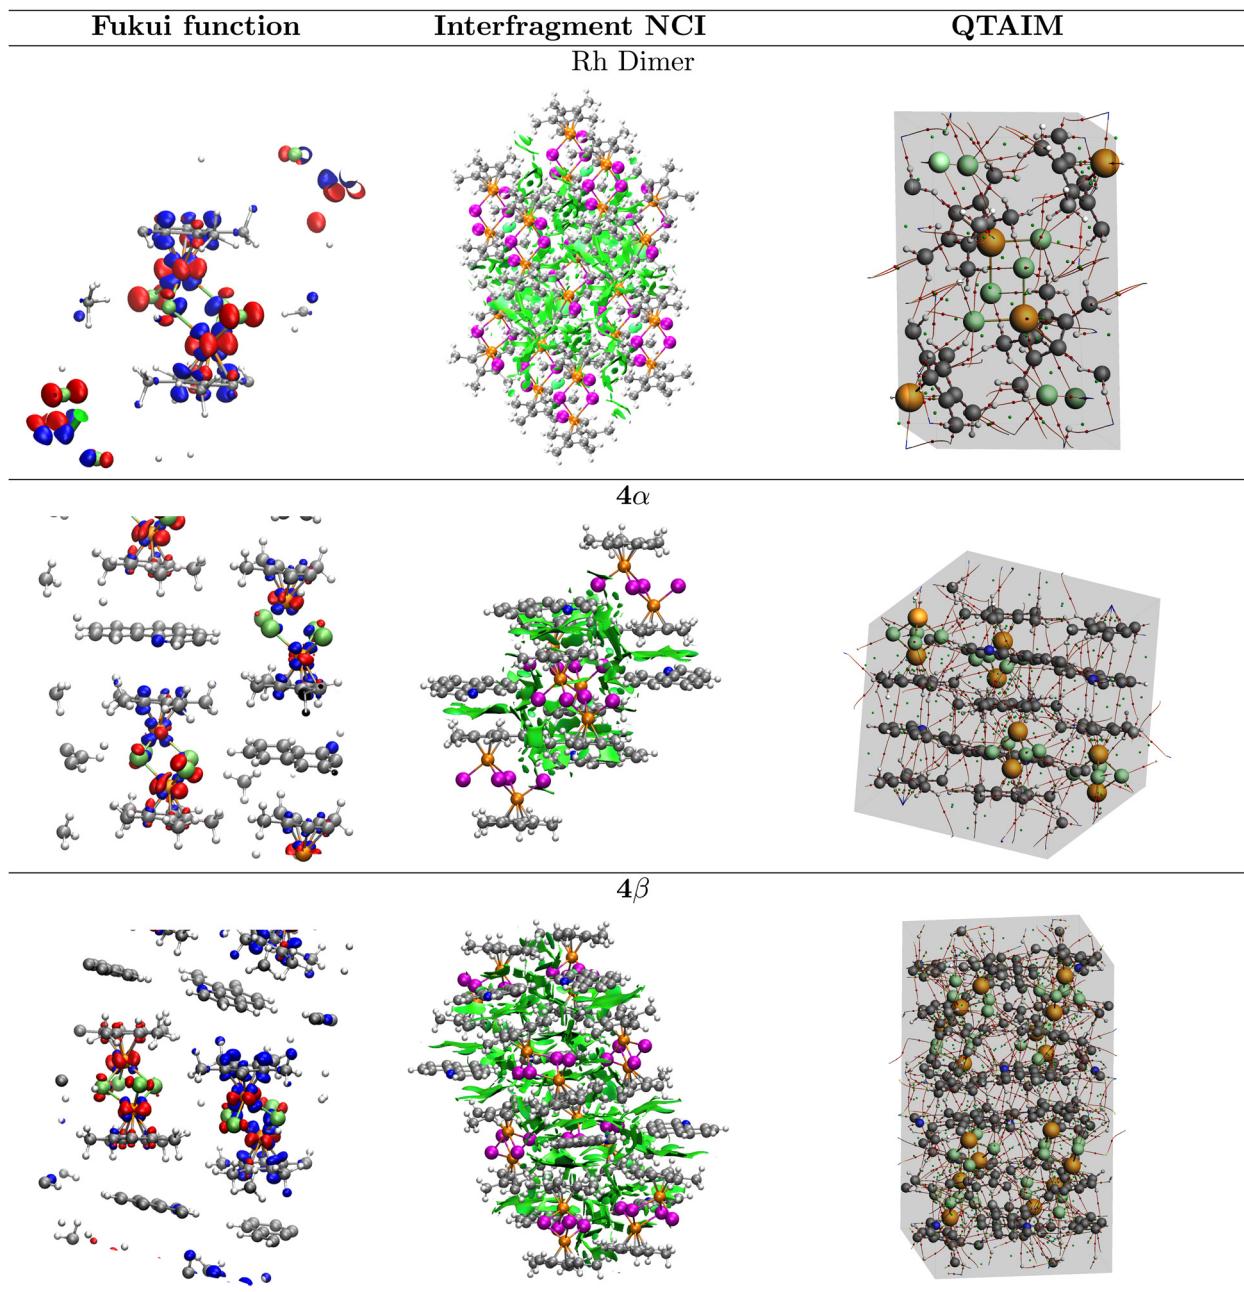 Fukui function Interfragment NCI QTAIM
Rh Dimer
4α
4β